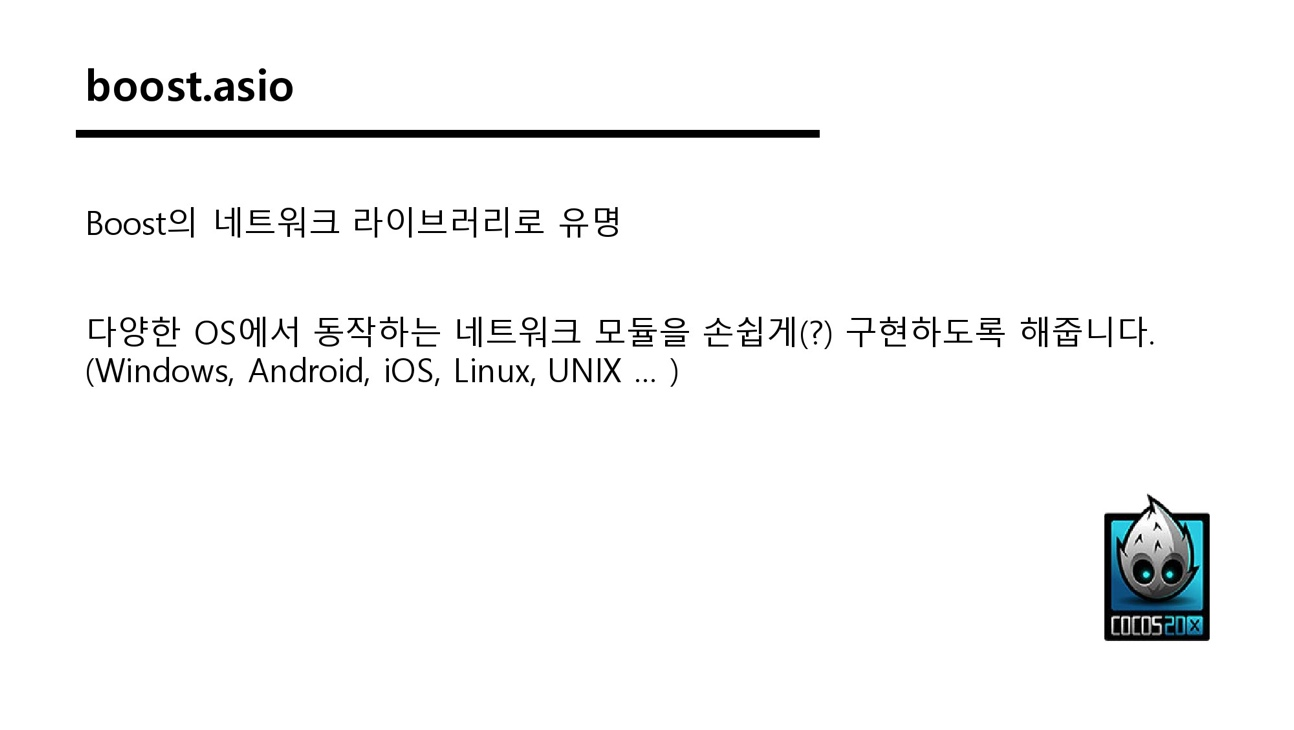 boost.asio
Boost의 네트워크 라이브러리로 유명
다양한 OS에서 동작하는 네트워크 모듈을 손쉽게(?) 구현하도록 해줍니다.
(Windows, Android, iOS, Linux, UNIX ... )
COCOS2DX